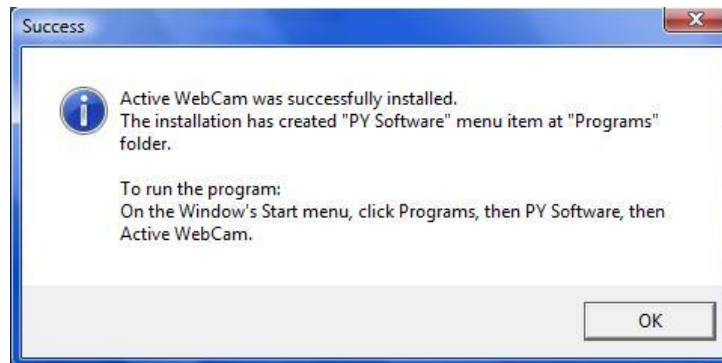 Success
Active WebCam was successfully installed.
The installation has created "PY Software" menu item at "Programs"
folder.
To run the program:
On the Window's Start menu, click Programs, then PY Software, then
Active WebCam.
OK